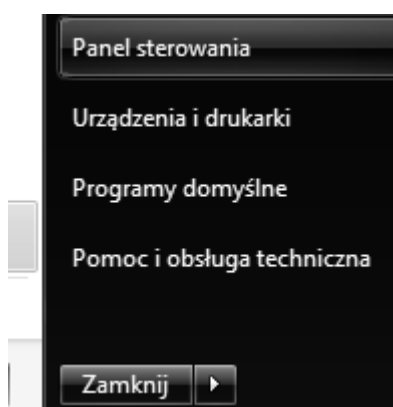 Panel sterowania
Urządzenia i drukarki
Programy domyślne
Pomoc i obsługa techniczna
Zamknij